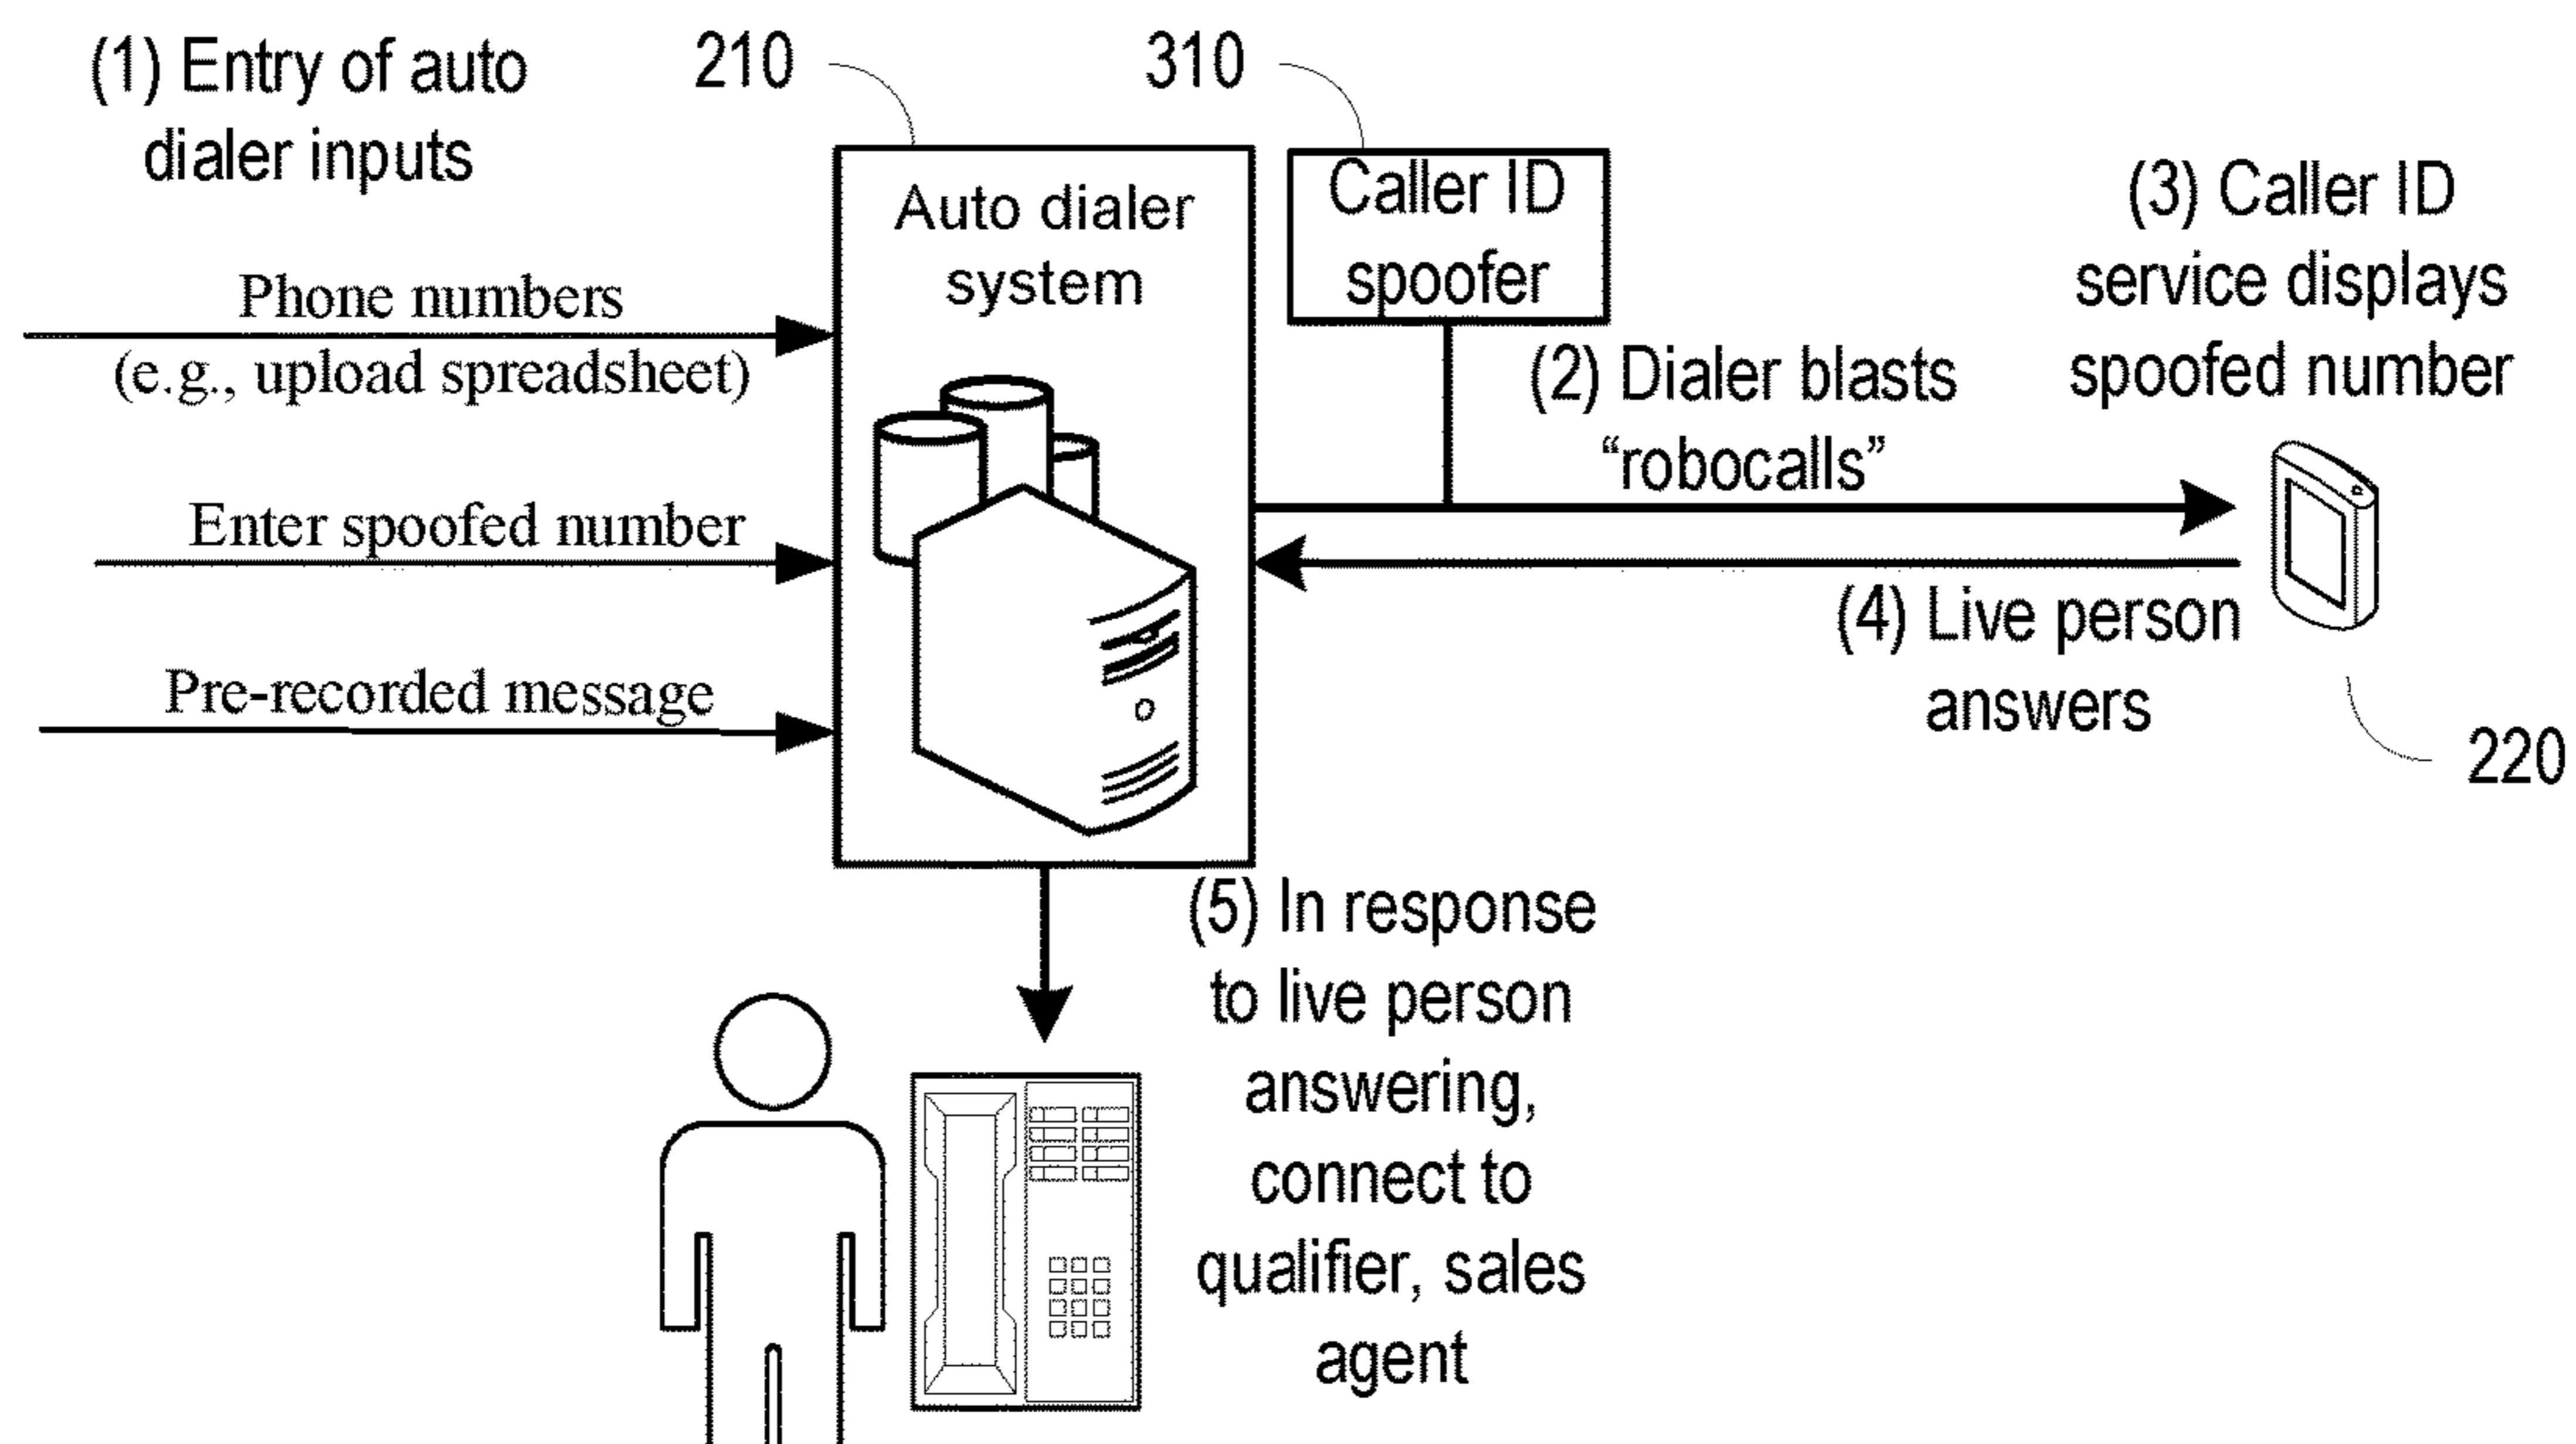 (1) Entry of auto
dialer inputs
210
310
Phone numbers
(e.g., upload spreadsheet)
Enter spoofed number
Pre-recorded message
Auto dialer
system
Caller ID
spoofer
(2) Dialer blasts
“robocalls”
(3) Caller ID
service displays
spoofed number
(4) Live person
answers
220
(5) In response
to live person
answering,
connect to
qualifier, sales
agent